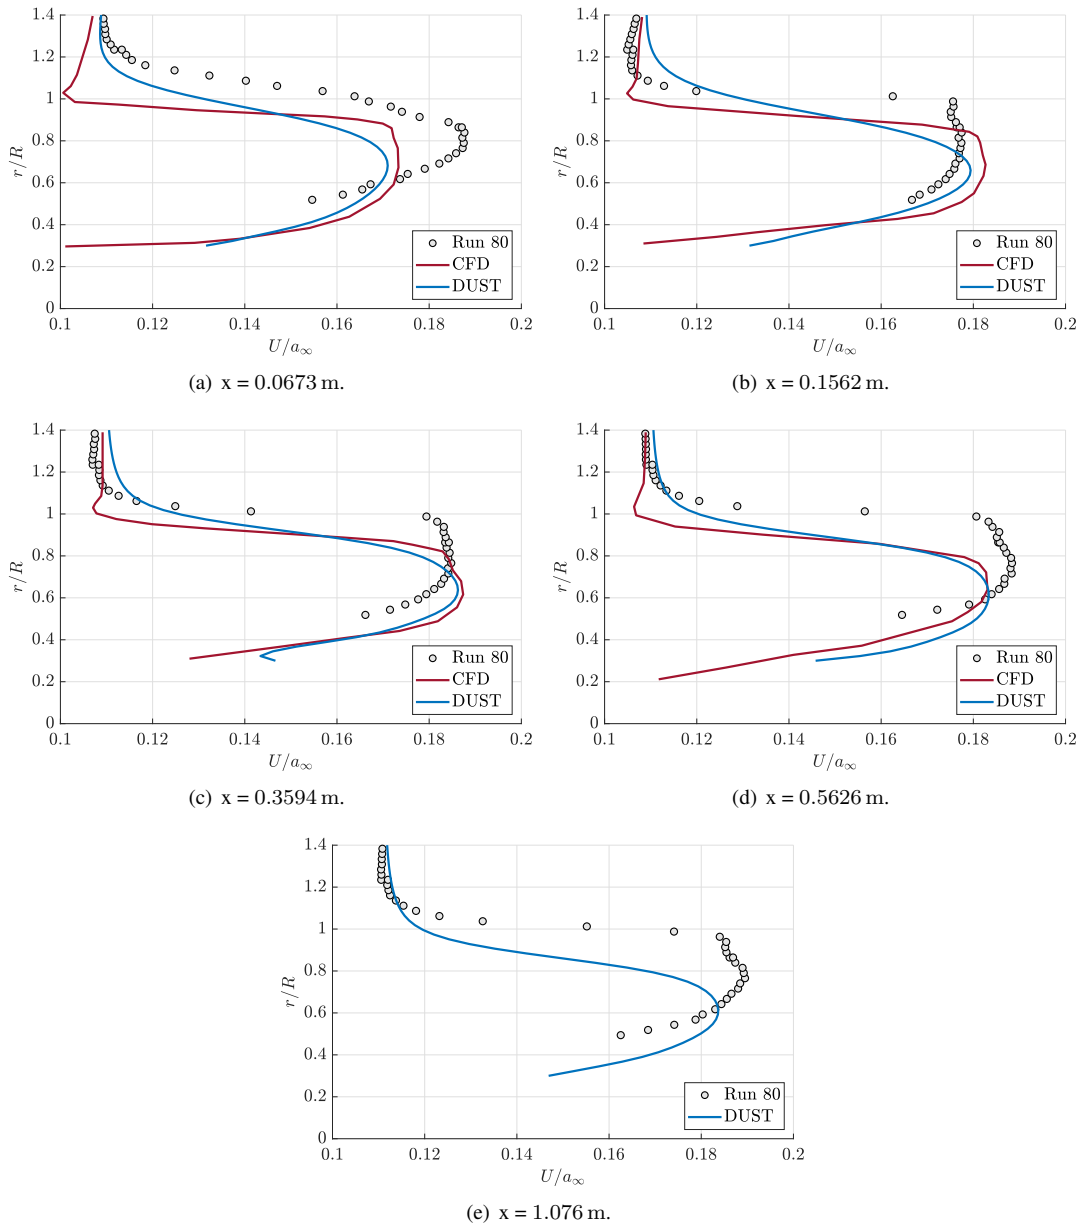 1.4
1.2
1
0.8
0.6
0.4
0.2
0
r/R
0.1 0.12 0.14 0.16 0.18 0.2
U/a∞
Run 80
CFD
DUST
(a) x = 0.0673 m.
1.4
1.2
1
0.8
0.6
0.4
0.2
0
r/R
0.1 0.12 0.14 0.16 0.18 0.2
U/a∞
Run 80
CFD
DUST
(b) x = 0.1562 m.
1.4
1.2
1
0.8
0.6
0.4
0.2
0
r/R
0.1 0.12 0.14 0.16 0.18 0.2
U/a∞
Run 80
CFD
DUST
(c) x = 0.3594 m.
1.4
1.2
1
0.8
0.6
0.4
0.2
0
r/R
0.1 0.12 0.14 0.16 0.18 0.2
U/a∞
Run 80
CFD
DUST
(d) x = 0.5626 m.
1.4
1.2
1
0.8
0.6
0.4
0.2
0
r/R
0.1 0.12 0.14 0.16 0.18 0.2
U/a∞
Run 80
DUST
(e) x = 1.076 m.